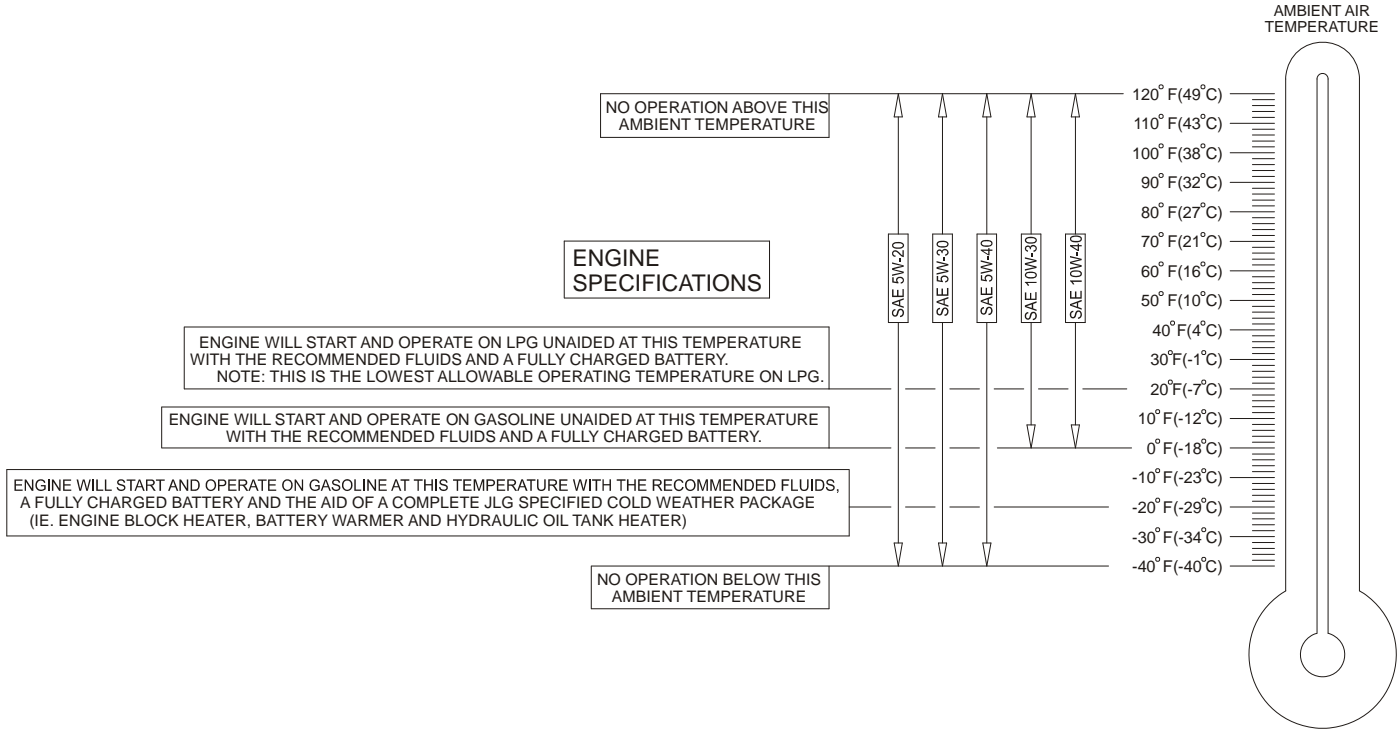 AMBIENT AIR
TEMPERATURE
NO OPERATION ABOVE THIS
AMBIENT TEMPERATURE
120° F(49°C)
110° F(43°C)
100° F(38°C)
90° F(32°C)
80° F(27°C)
70° F(21°C)
60° F(16°C)
50° F(10°C)
40°F(4°C)
30°F(-1°C)
20°F(-7°C)
10°F(-12°C)
0°F(-18°C)
-10°F(-23°C)
-20°F(-29°C)
-30°F(-34°C)
-40°F(-40°C)
SAE 5W-20
SAE 5W-30
SAE 5W-40
SAE 10W-30
SAE 10W-40
ENGINE
SPECIFICATIONS
ENGINE WILL START AND OPERATE ON LPG UNAIDED AT THIS TEMPERATURE
WITH THE RECOMMENDED FLUIDS AND A FULLY CHARGED BATTERY.
NOTE: THIS IS THE LOWEST ALLOWABLE OPERATING TEMPERATURE ON LPG.
ENGINE WILL START AND OPERATE ON GASOLINE UNAIDED AT THIS TEMPERATURE
WITH THE RECOMMENDED FLUIDS AND A FULLY CHARGED BATTERY.
ENGINE WILL START AND OPERATE ON GASOLINE AT THIS TEMPERATURE WITH THE RECOMMENDED FLUIDS,
A FULLY CHARGED BATTERY AND THE AID OF A COMPLETE JLG SPECIFIED COLD WEATHER PACKAGE
(IE. ENGINE BLOCK HEATER, BATTERY WARMER AND HYDRAULIC OIL TANK HEATER)
NO OPERATION BELOW THIS
AMBIENT TEMPERATURE